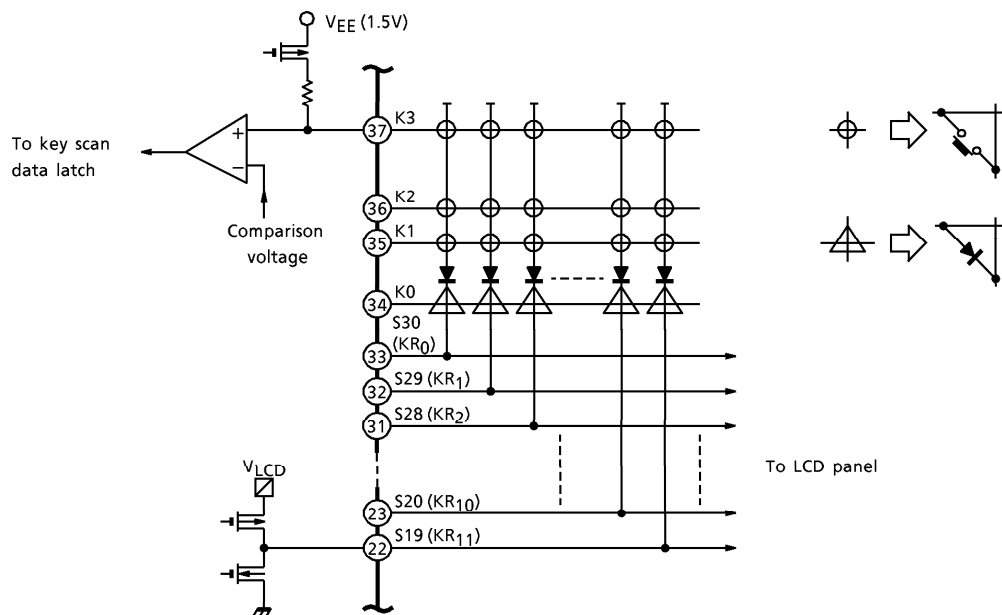 VEE (1.5V)
To key scan
data latch
+
−
Comparison
voltage
37 K3
36 K2
35 K1
34 K0
S30
33 (KR0)
32 S29 (KR1)
31 S28 (KR2)
23 S20 (KR10)
22 S19 (KR11)
VLCD
To LCD panel